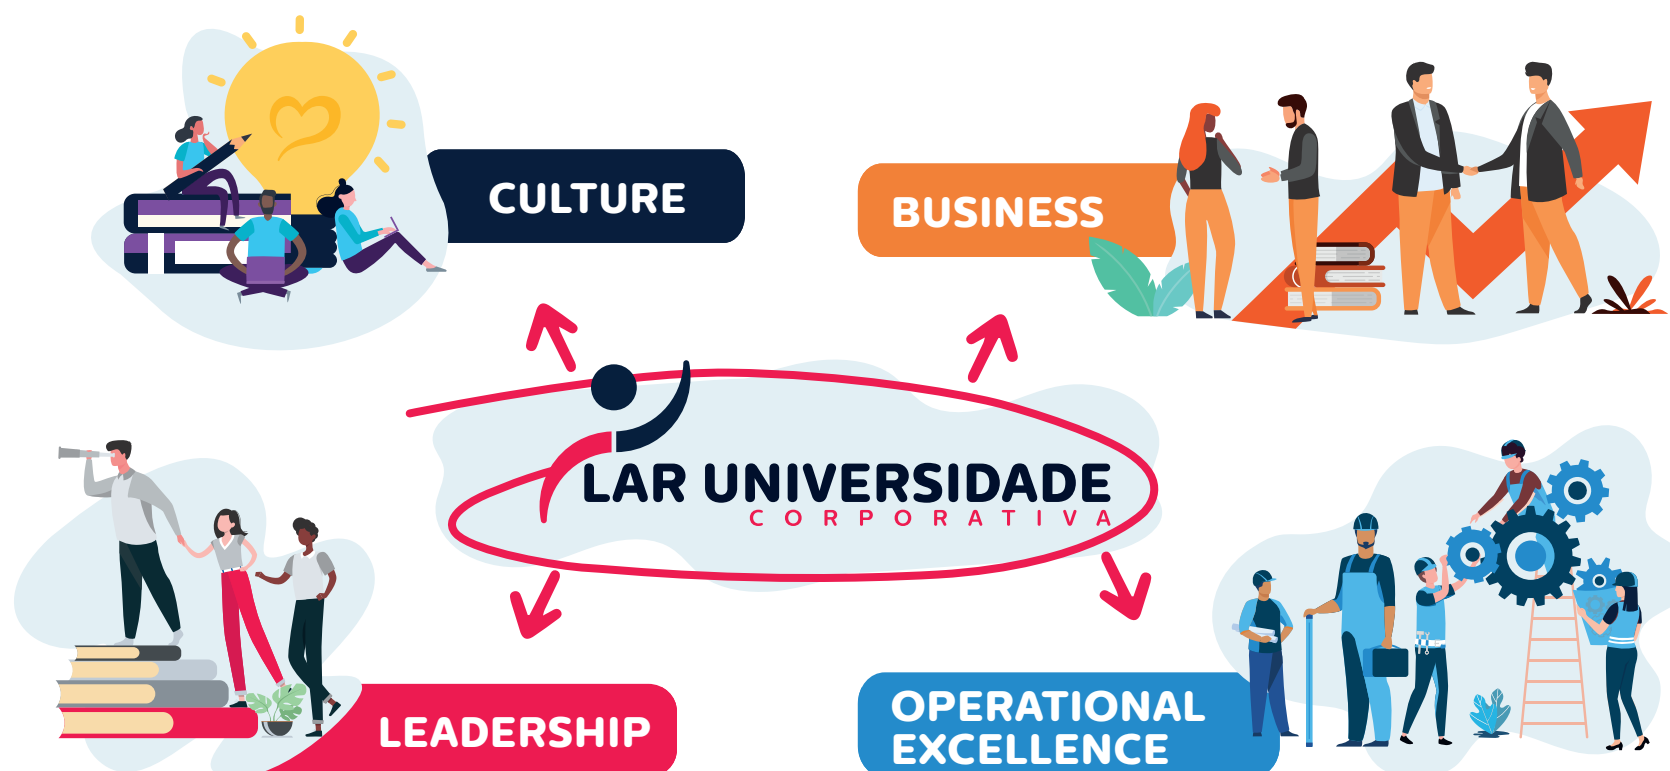 CULTURE
BUSINESS
LAR UNIVERSIDADE
CORPORATIVA
LEADERSHIP
OPERATIONAL
EXCELLENCE